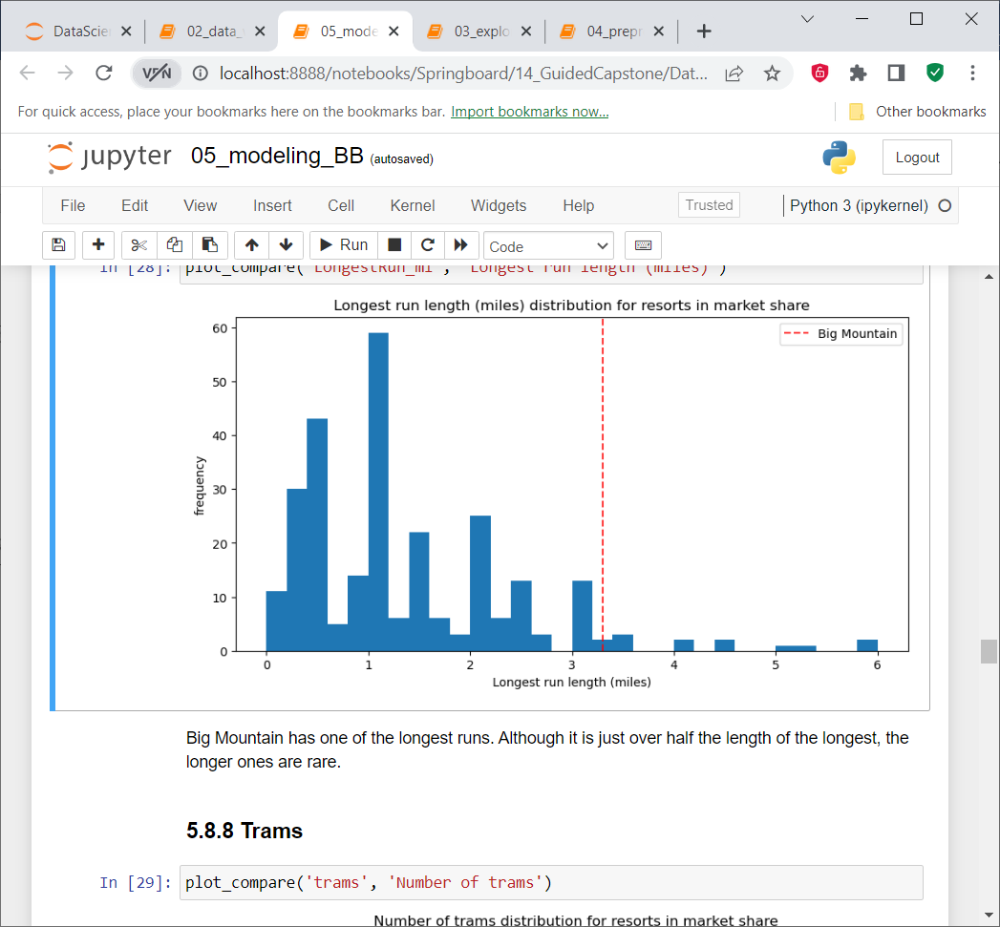 DataScie
02_data_
05_mode
03_explo
04_prepr
VPN
localhost:8888/notebooks/Springboard/14_GuidedCapstone/Dat...
For quick access, place your bookmarks here on the bookmarks bar. Import bookmarks now...
Other bookmarks
jupyter 05_modeling_BB (autosaved)
Logout
File Edit View Insert Cell Kernel Widgets Help
Trusted
Python 3 (ipykernel)
Run
Code
In [28]: plot_compare('LongestRun_mi', 'Longest run length (miles)')
Longest run length (miles) distribution for resorts in market share
Big Mountain
60
50
40
30
20
10
0
frequency
0 1 2 3 4 5 6
Longest run length (miles)
Big Mountain has one of the longest runs. Although it is just over half the length of the longest, the
longer ones are rare.
5.8.8 Trams
In [29]: plot_compare('trams', 'Number of trams')
Number of trams distribution for resorts in market share